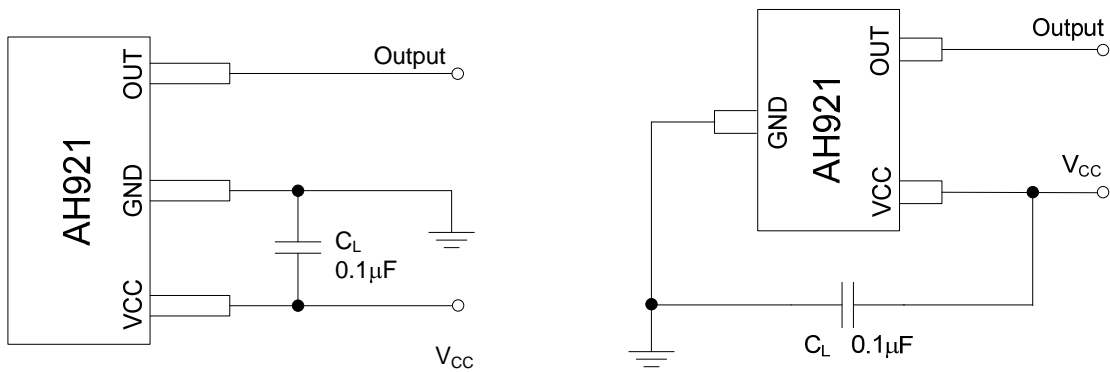 AH921
OUT
GND
VCC
Output
CL
0.1μF
VCC
AH921
GND
OUT
VCC
Output
VCC
CL 0.1μF